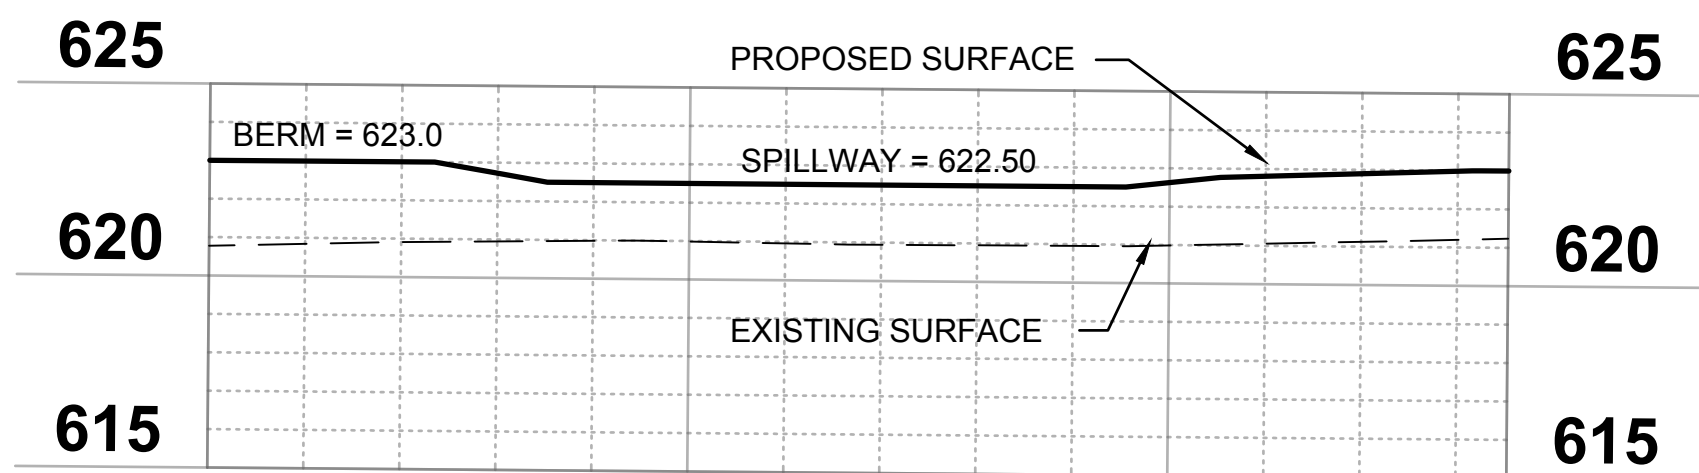 625
625
PROPOSED SURFACE
BERM = 623.0
SPILLWAY = 622.50
620
620
EXISTING SURFACE
615
615